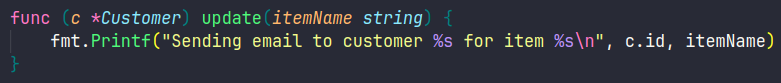 func (c *Customer) update(itemName string) {
    fmt.Printf("Sending email to customer %s for item %s\n", c.id, itemName)
}